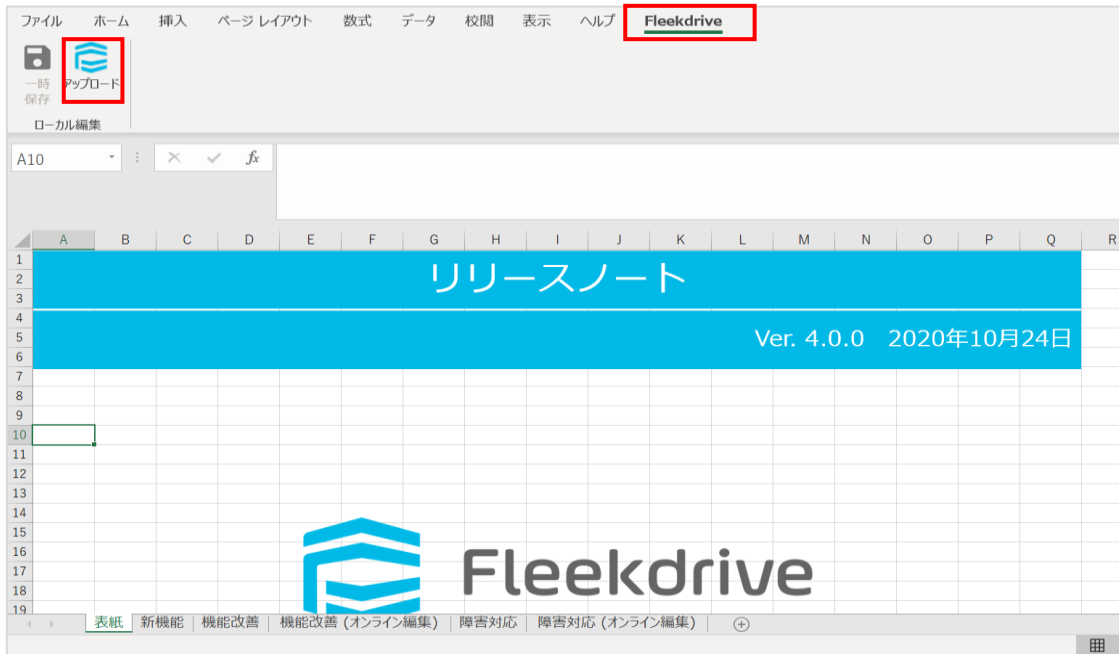 ファイル ホーム 挿入 ページ レイアウト 数式 データ 校閲 表示 ヘルプ Fleekdrive
一時 アップロード
保存
ローカル編集
A10 fx
A B C D E F G H I J K L M N O P Q R
1
2 リリースノート
3
4
5 Ver. 4.0.0 2020年10月24日
6
7
8
9
10
11
12
13
14
15
16
17 Fleekdrive
18
19
表紙 新機能 機能改善 機能改善 (オンライン編集) 障害対応 障害対応 (オンライン編集)